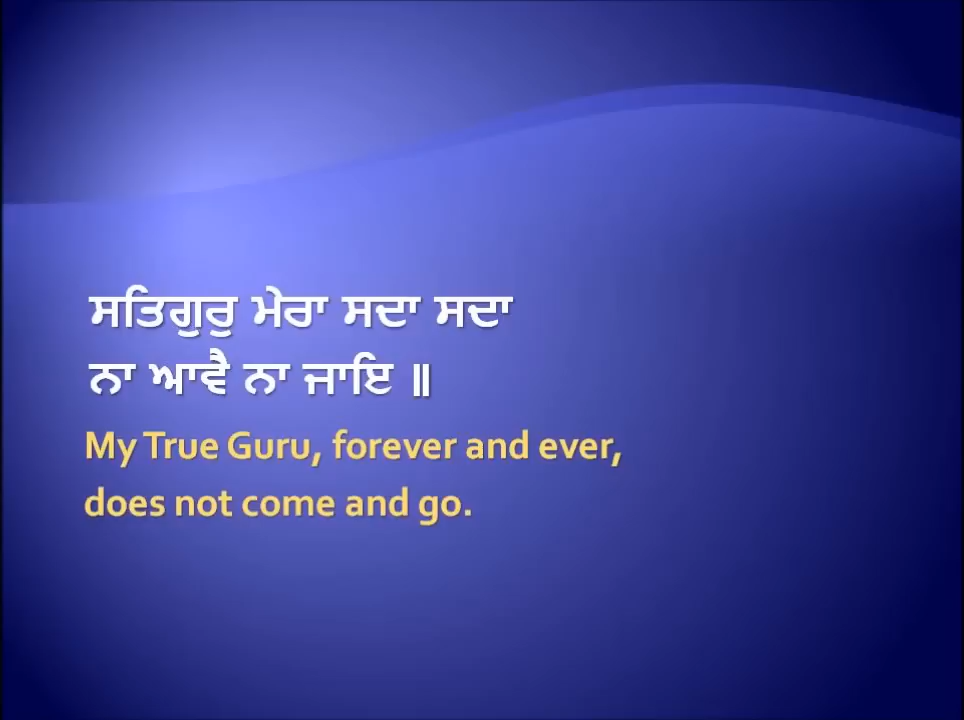 ਸਤਿਗੁਰੁ ਮੇਰਾ ਸਦਾ ਸਦਾ
ਨਾ ਆਵੈ ਨਾ ਜਾਇ ॥
My True Guru, forever and ever,
does not come and go.